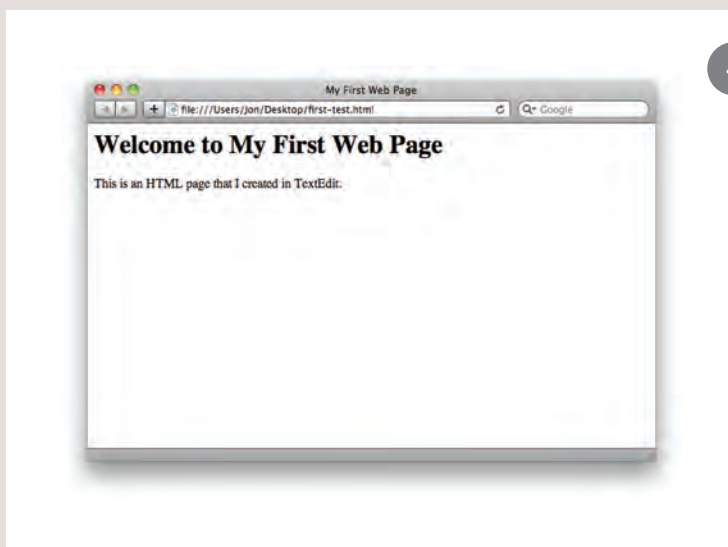 My First Web Page
file:///Users/Jon/Desktop/first-test.html
Google
Welcome to My First Web Page
This is an HTML page that I created in TextEdit.